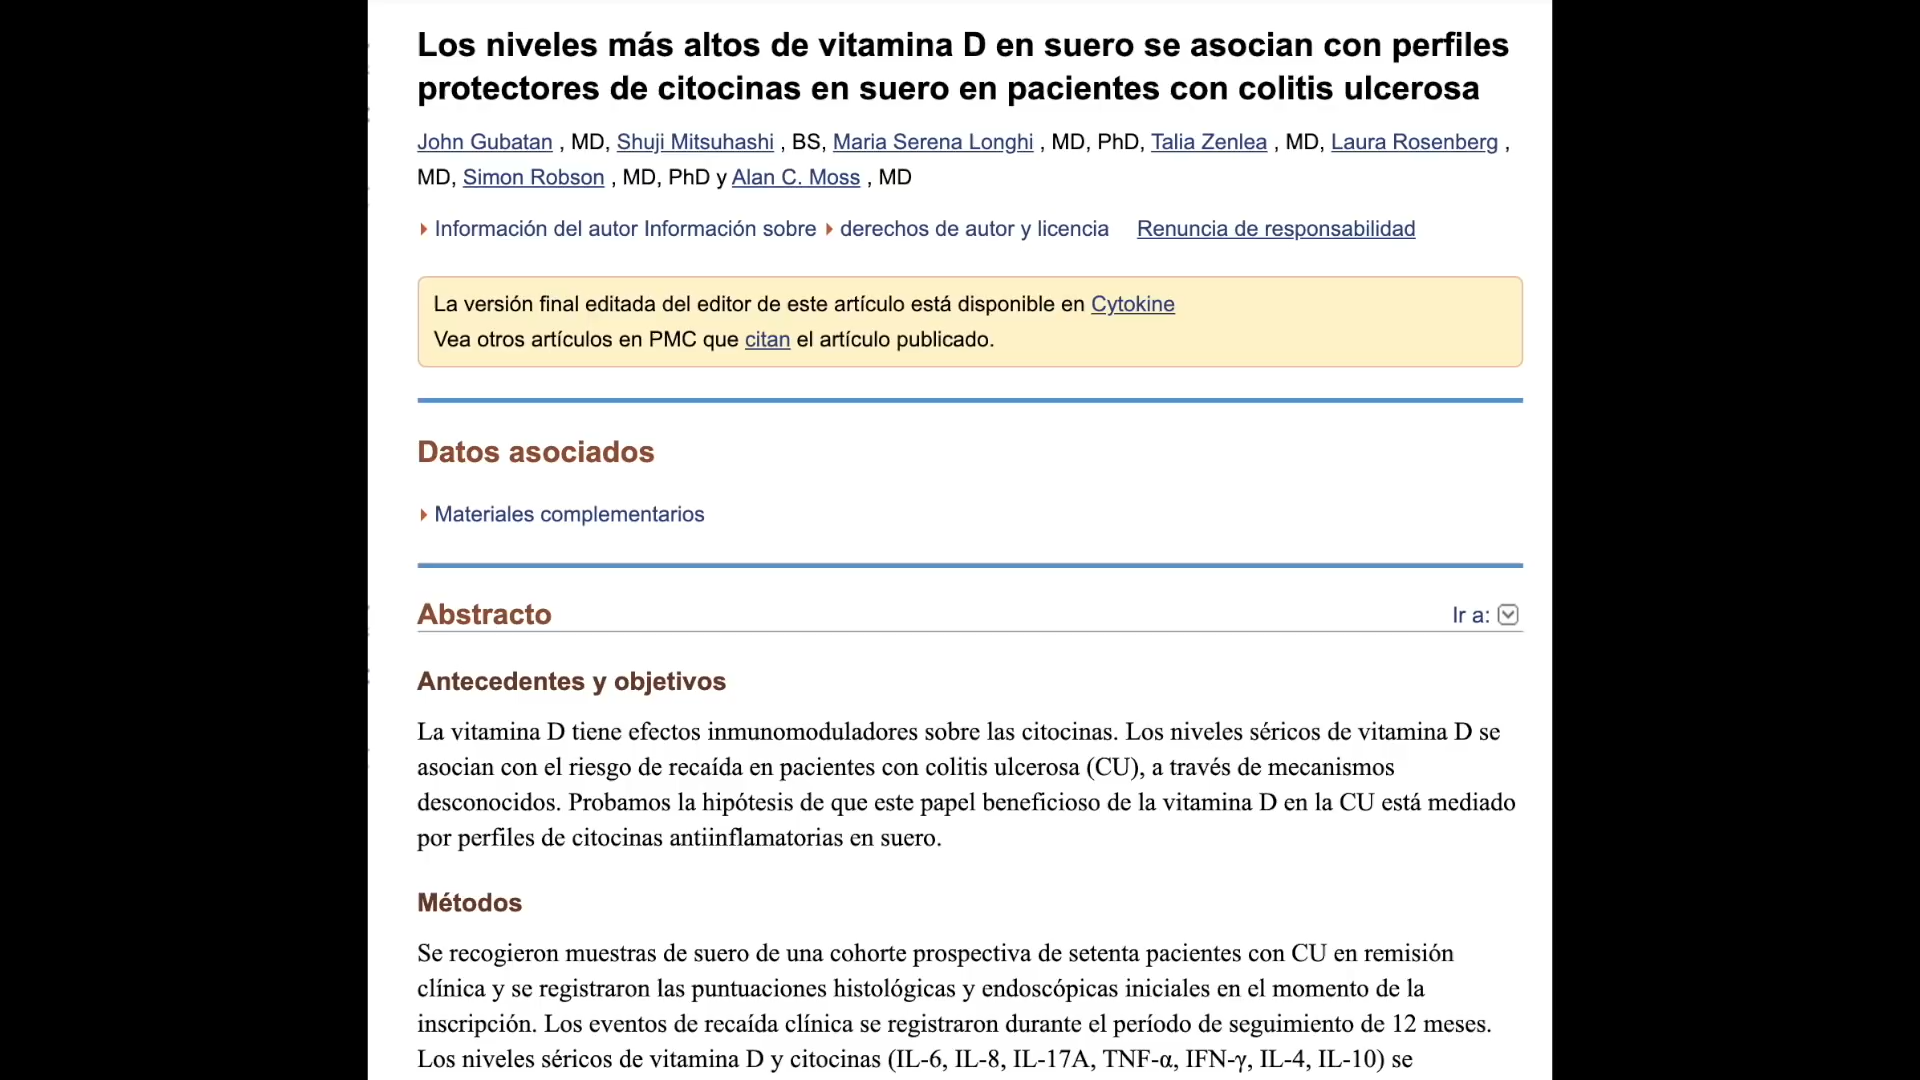 Los niveles más altos de vitamina D en suero se asocian con perfiles
protectores de citocinas en suero en pacientes con colitis ulcerosa
John Gubatan , MD, Shuji Mitsuhashi , BS, Maria Serena Longhi , MD, PhD, Talia Zenlea , MD, Laura Rosenberg ,
MD, Simon Robson , MD, PhD y Alan C. Moss , MD
Información del autor Información sobre derechos de autor y licencia Renuncia de responsabilidad
La versión final editada del editor de este artículo está disponible en Cytokine
Vea otros artículos en PMC que citan el artículo publicado.
Datos asociados
Materiales complementarios
Abstracto Ir a:
Antecedentes y objetivos
La vitamina D tiene efectos inmunomoduladores sobre las citocinas. Los niveles séricos de vitamina D se
asocian con el riesgo de recaída en pacientes con colitis ulcerosa (CU), a través de mecanismos
desconocidos. Probamos la hipótesis de que este papel beneficioso de la vitamina D en la CU está mediado
por perfiles de citocinas antiinflamatorias en suero.
Métodos
Se recogieron muestras de suero de una cohorte prospectiva de setenta pacientes con CU en remisión
clínica y se registraron las puntuaciones histológicas y endoscópicas iniciales en el momento de la
inscripción. Los eventos de recaída clínica se registraron durante el período de seguimiento de 12 meses.
Los niveles séricos de vitamina D y citocinas (IL-6, IL-8, IL-17A, TNF-α, IFN-γ, IL-4, IL-10) se